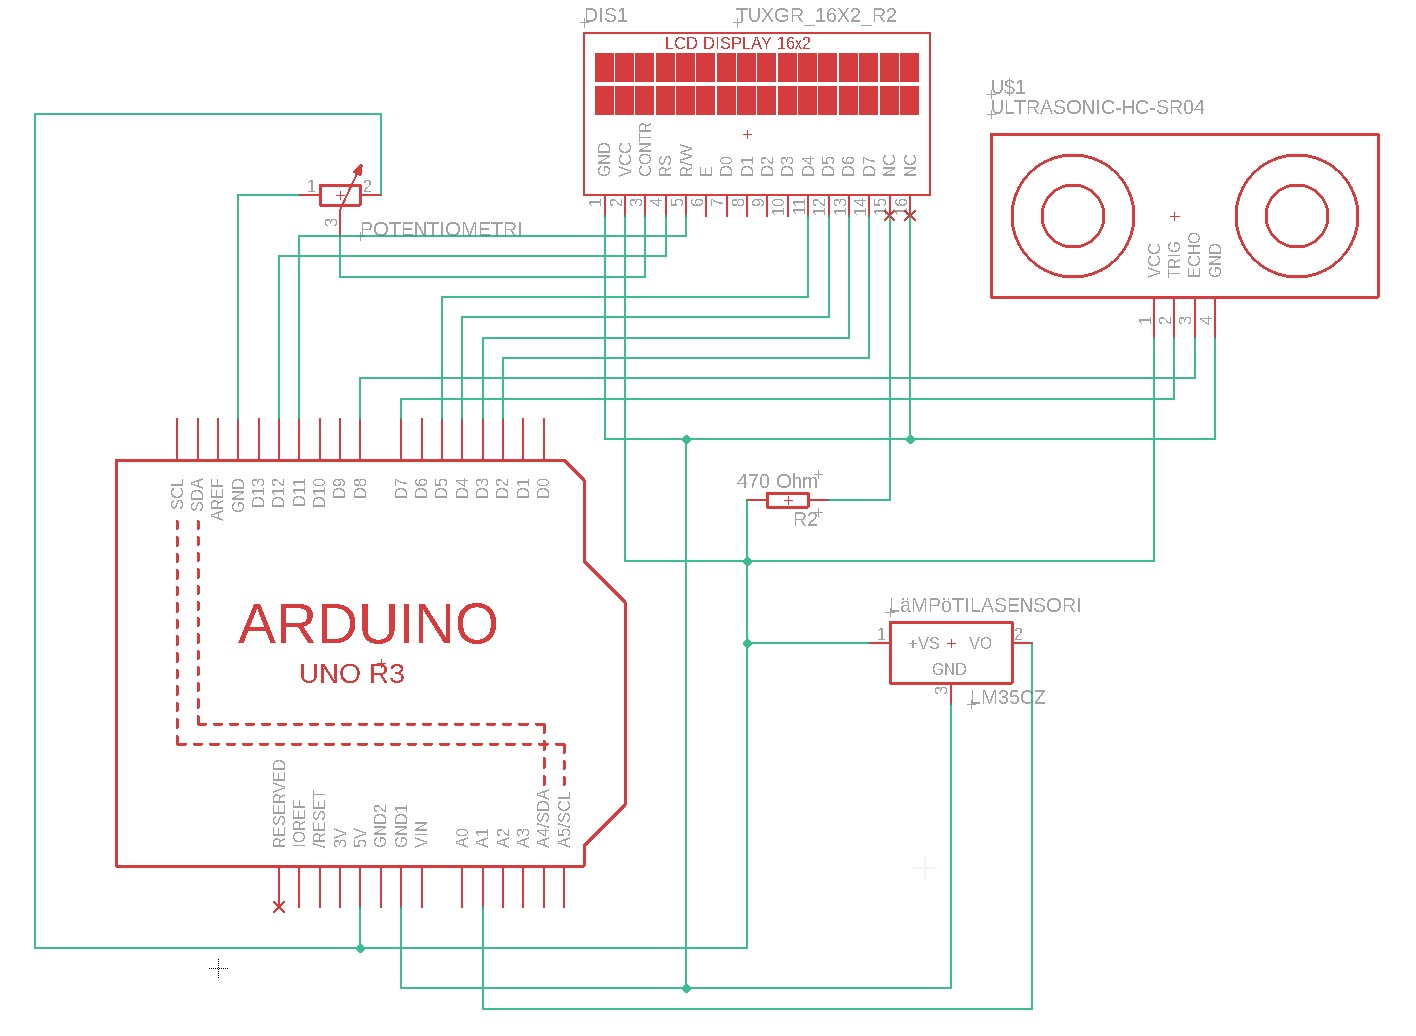 DIS1
TUXGR_16X2_R2
LCD DISPLAY 16x2
GND
VCC
CONTR
RS
R/W
E
D0
D1
D2
D3
D4
D5
D6
D7
NC
NC
1
2
3
4
5
6
7
8
9
10
11
12
13
14
15
16
U$1
ULTRASONIC-HC-SR04
VCC
TRIG
ECHO
GND
1
2
3
4
1
2
3
POTENTIOMETRI
SCL
SDA
AREF
GND
D13
D12
D11
D10
D9
D8
D7
D6
D5
D4
D3
D2
D1
D0
470 Ohm
R2
ARDUINO
UNO R3
LäMPöTILASENSORI
1
+VS
VO
2
GND
3
LM35CZ
RESERVED
IOREF
/RESET
3V
5V
GND2
GND1
VIN
A0
A1
A2
A3
A4/SDA
A5/SCL